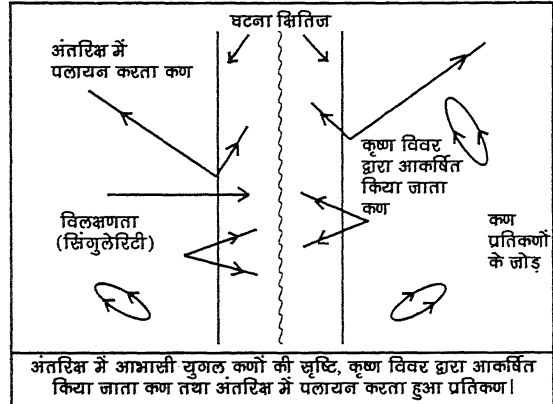 घटना क्षितिज
अंतरिक्ष में
पलायन करता कण
कृष्ण विवर
द्वारा आकर्षित
किया जाता
कण
विलक्षणता
(सिंगुलेरिटी)
कण
प्रतिकणों
के जोड़
अंतरिक्ष में आभासी युगल कणों की सृष्टि, कृष्ण विवर द्वारा आकर्षित
किया जाता कण तथा अंतरिक्ष में पलायन करता हुआ प्रतिकण।